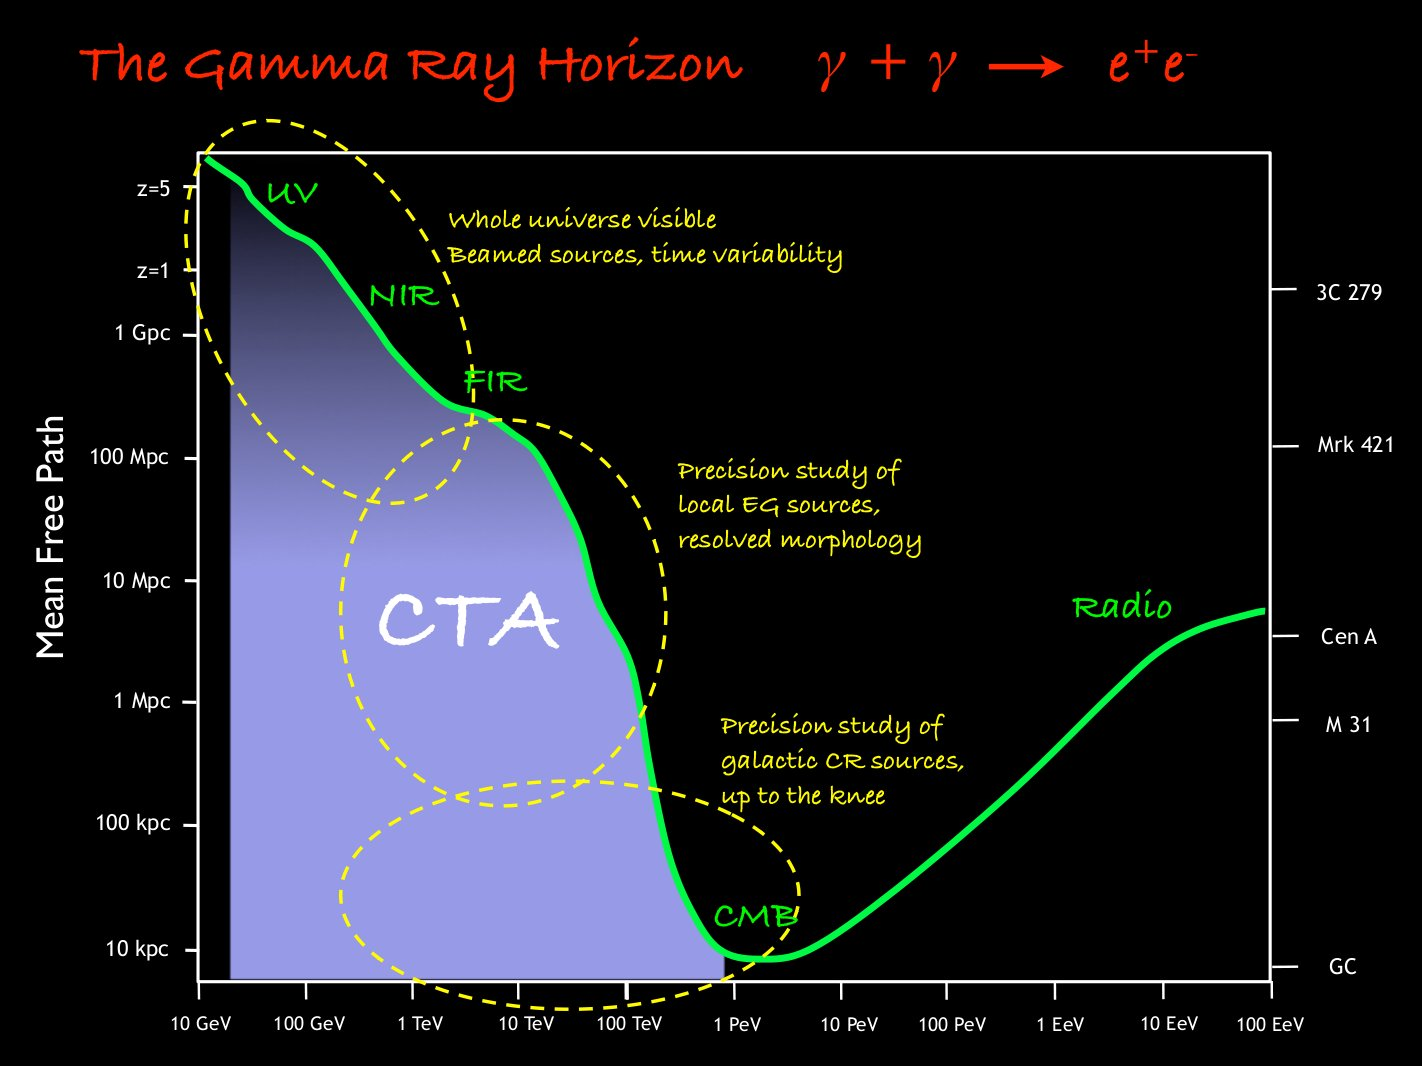 The Gamma Ray Horizon γ + γ → e⁺e⁻
z=5
z=1
1 Gpc
100 Mpc
10 Mpc
1 Mpc
100 kpc
10 kpc
Mean Free Path
UV
NIR
FIR
Whole universe visible
Beamed sources, time variability
Precision study of
local EG sources,
resolved morphology
CTA
Precision study of
galactic CR sources,
up to the knee
CMB
Radio
3C 279
Mrk 421
Cen A
M 31
GC
10 GeV 100 GeV 1 TeV 10 TeV 100 TeV 1 PeV 10 PeV 100 PeV 1 EeV 10 EeV 100 EeV